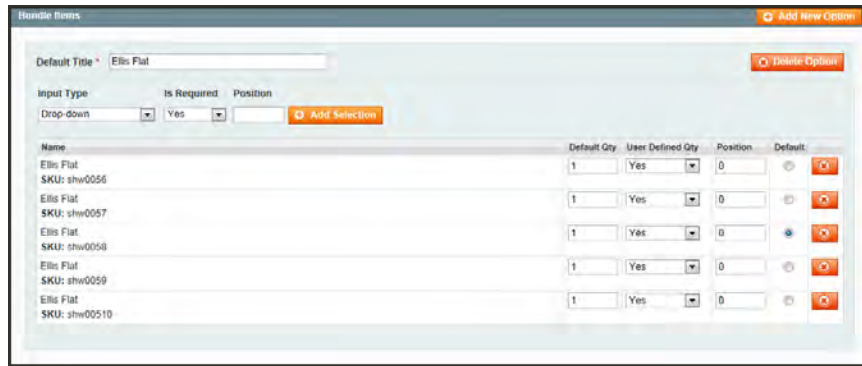 Bundle Items
Add New Option
Default Title * Ellis Flat
Delete Option
Input Type Is Required Position
Drop-down Yes Add Selection
Name Default Qty User Defined Qty Position Default
Ellis Flat 1 Yes 0
SKU: shw0056
Ellis Flat 1 Yes 0
SKU: shw0057
Ellis Flat 1 Yes 0
SKU: shw0058
Ellis Flat 1 Yes 0
SKU: shw0059
Ellis Flat 1 Yes 0
SKU: shw00510